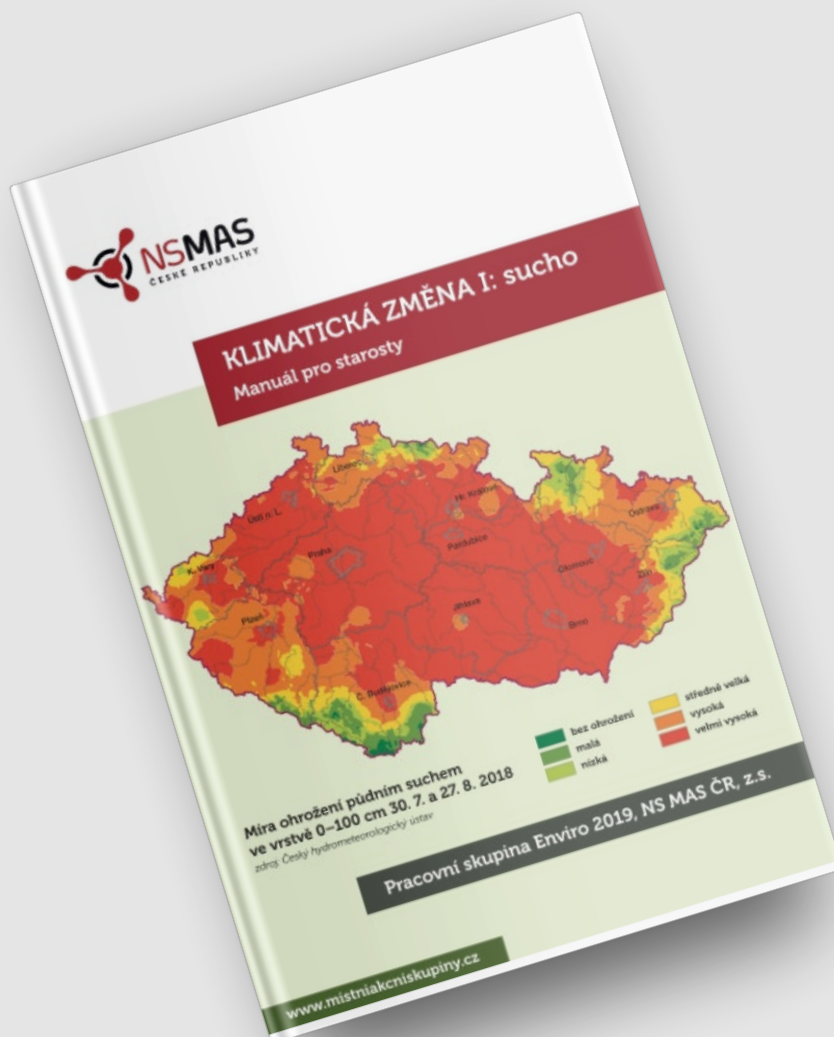 NSMAS
ČESKÉ REPUBLIKY
KLIMATICKÁ ZMĚNA I: sucho
Manuál pro starosty
Liberec
Ústí n. L.
Hr. Králové
K. Vary
Praha
Pardubice
Ostrava
Olomouc
Plzeň
Jihlava
Zlín
Brno
Č. Budějovice
bez ohrožení
malá
nízká
středně velká
vysoká
velmi vysoká
Míra ohrožení půdním suchem
ve vrstvě 0–100 cm 30. 7. a 27. 8. 2018
zdroj: Český hydrometeorologický ústav
Pracovní skupina Enviro 2019, NS MAS ČR, z.s.
www.mistniakcniskupiny.cz